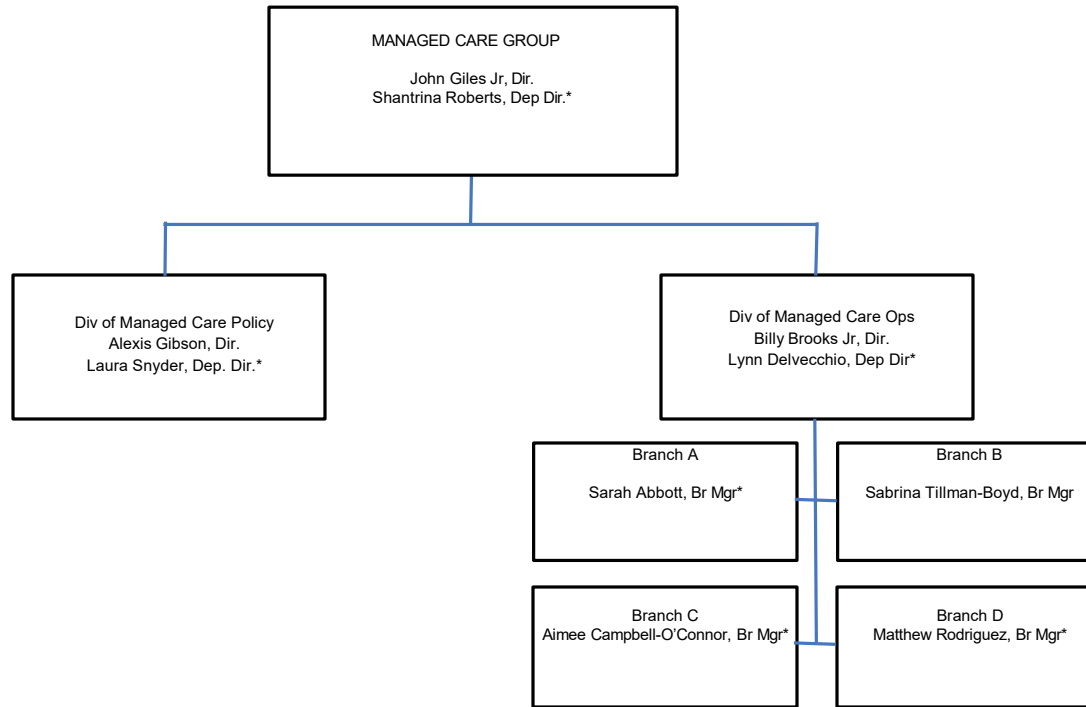 MANAGED CARE GROUP
John Giles Jr, Dir.
Shantrina Roberts, Dep Dir.*
Div of Managed Care Policy
Alexis Gibson, Dir.
Laura Snyder, Dep. Dir.*
Div of Managed Care Ops
Billy Brooks Jr, Dir.
Lynn Delvecchio, Dep Dir*
Branch A
Sarah Abbott, Br Mgr*
Branch B
Sabrina Tillman-Boyd, Br Mgr
Branch C
Aimee Campbell-O’Connor, Br Mgr*
Branch D
Matthew Rodriguez, Br Mgr*